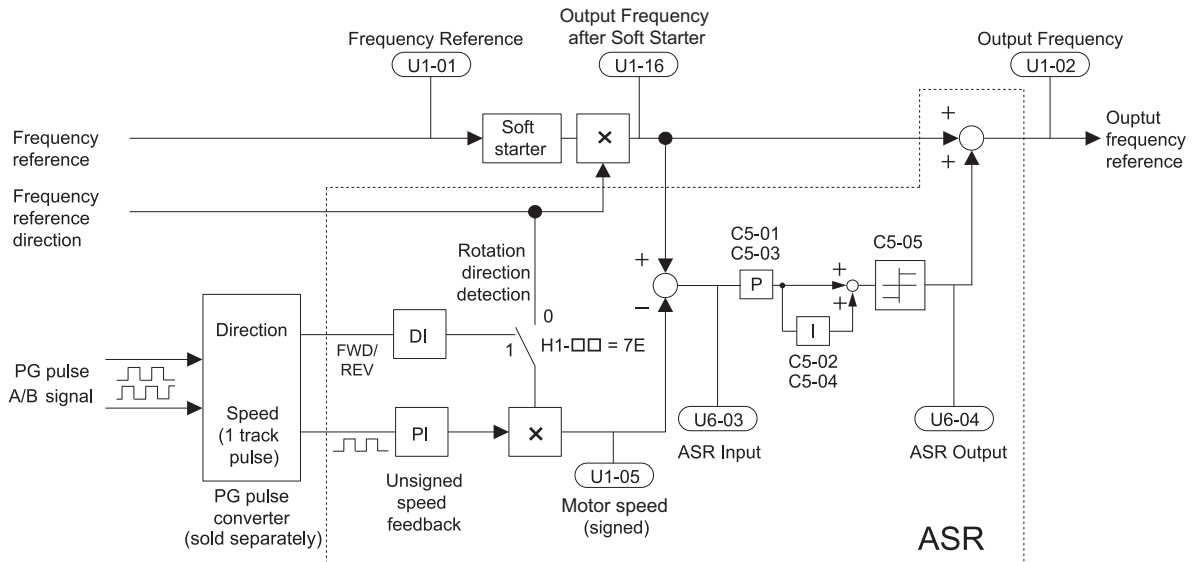 Frequency Reference
U1-01
Output Frequency
after Soft Starter
U1-16
Output Frequency
U1-02
Frequency
reference
Soft
starter
×
+
+
Ouptut
frequency
reference
Frequency
reference
direction
Rotation
direction
detection
+
−
C5-01
C5-03
P
+
+
C5-05
I
C5-02
C5-04
Direction
FWD/
REV
DI
0
1
H1-□□ = 7E
PG pulse
A/B signal
Speed
(1 track
pulse)
PI
×
U6-03
ASR Input
U6-04
ASR Output
U1-05
Motor speed
(signed)
Unsigned
speed
feedback
PG pulse
converter
(sold separately)
ASR